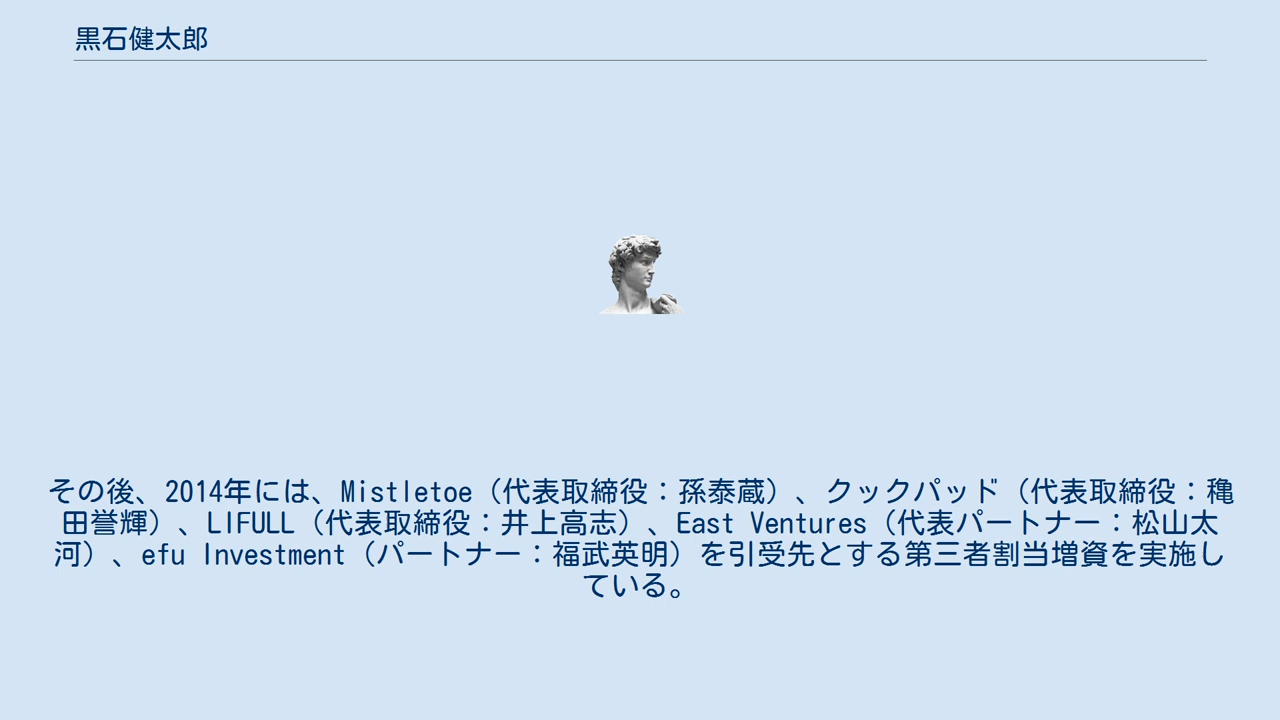 黒石健太郎
その後、2014年には、Mistletoe（代表取締役：孫泰蔵）、クックパッド（代表取締役：穐
田誉輝）、LIFULL（代表取締役：井上高志）、East Ventures（代表パートナー：松山太
河）、efu Investment（パートナー：福武英明）を引受先とする第三者割当増資を実施し
ている。